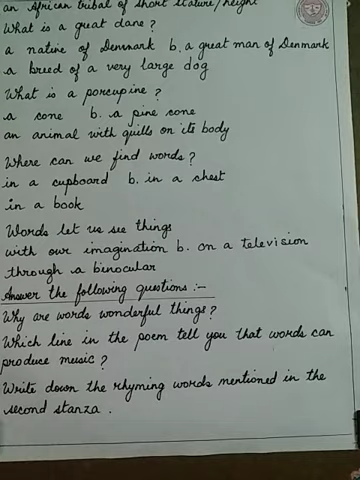 an African tribal of short stature/height
What is a great dane?
a native of Denmark b. a great man of Denmark
a breed of a very large dog
What is a porcupine?
a cone b. a pine cone
an animal with quills on its body
Where can we find words?
in a cupboard b. in a chest
in a book
Words let us see things
with our imagination b. on a television
through a binocular
Answer the following questions :-
Why are words wonderful things?
Which line in the poem tell you that words can
produce music?
Write down the rhyming words mentioned in the
second stanza.